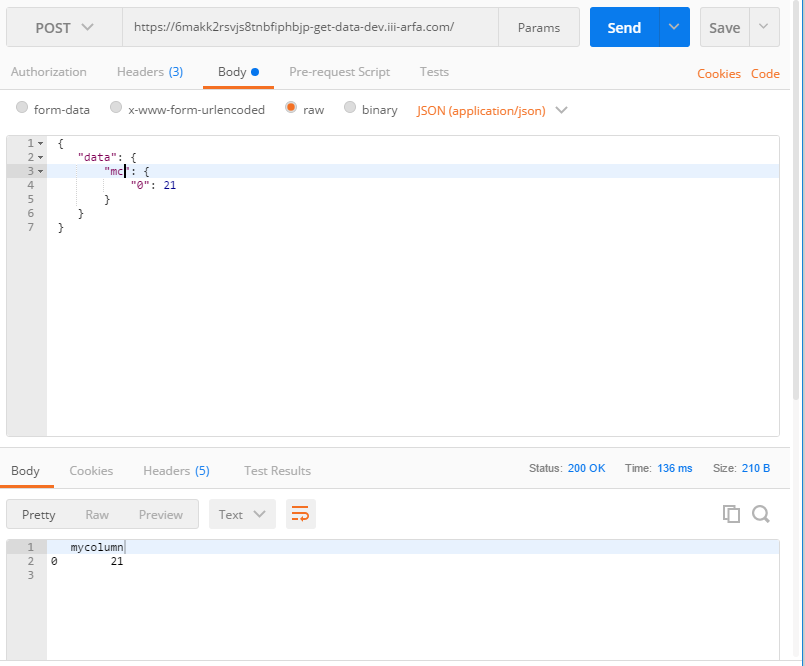 POST https://6makk2rsvjs8tnbfiphbjp-get-data-dev.iii-arfa.com/ Params Send Save
Authorization Headers (3) Body Pre-request Script Tests Cookies Code
form-data x-www-form-urlencoded raw binary JSON (application/json)
1 {
2 "data": {
3 "mc": {
4 "0": 21
5 }
6 }
7 }
Body Cookies Headers (5) Test Results Status: 200 OK Time: 136 ms Size: 210 B
Pretty Raw Preview Text
1 mycolumn
2 0 21
3